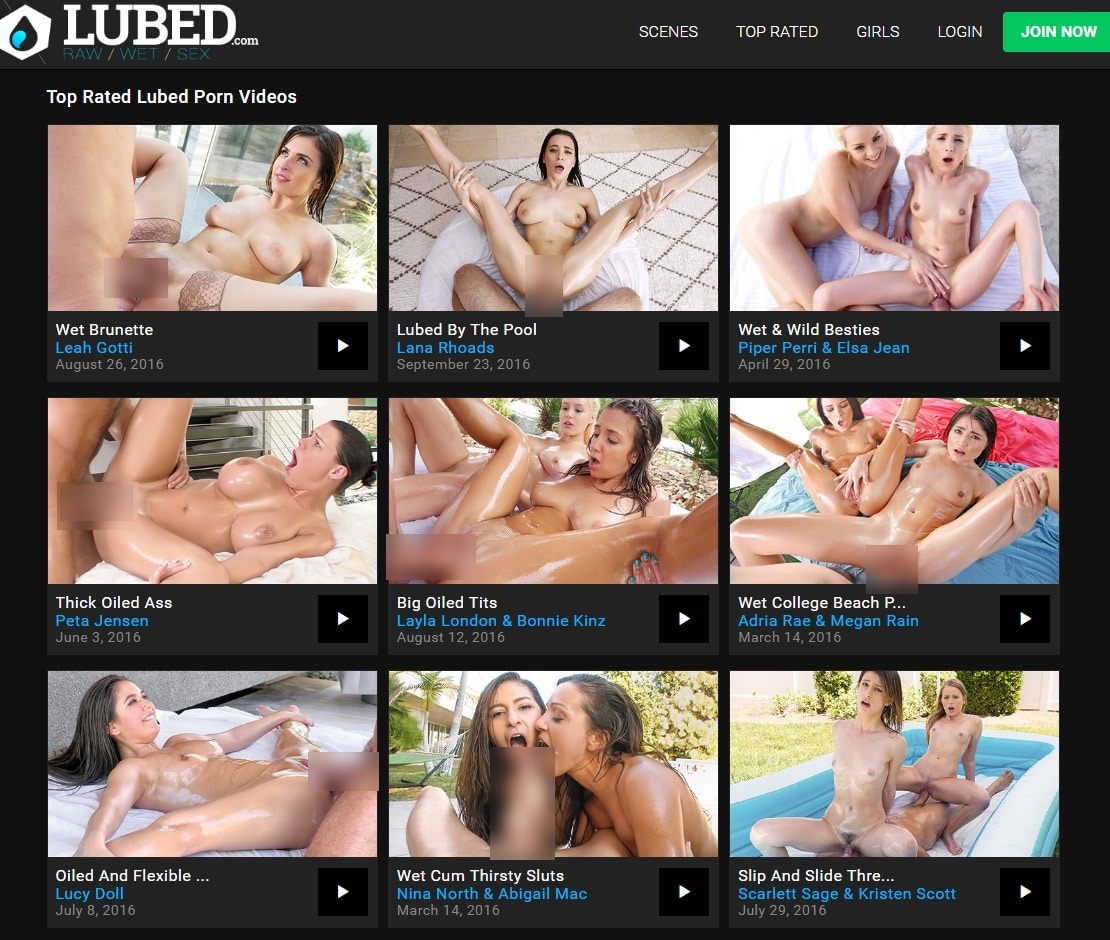 LUBED.com
RAW / WET / SEX
SCENES
TOP RATED
GIRLS
LOGIN
JOIN NOW
Top Rated Lubed Porn Videos
Wet Brunette
Leah Gotti
August 26, 2016
Lubed By The Pool
Lana Rhoads
September 23, 2016
Wet & Wild Besties
Piper Perri & Elsa Jean
April 29, 2016
Thick Oiled Ass
Peta Jensen
June 3, 2016
Big Oiled Tits
Layla London & Bonnie Kinz
August 12, 2016
Wet College Beach P...
Adria Rae & Megan Rain
March 14, 2016
Oiled And Flexible ...
Lucy Doll
July 8, 2016
Wet Cum Thirsty Sluts
Nina North & Abigail Mac
March 14, 2016
Slip And Slide Thre...
Scarlett Sage & Kristen Scott
July 29, 2016